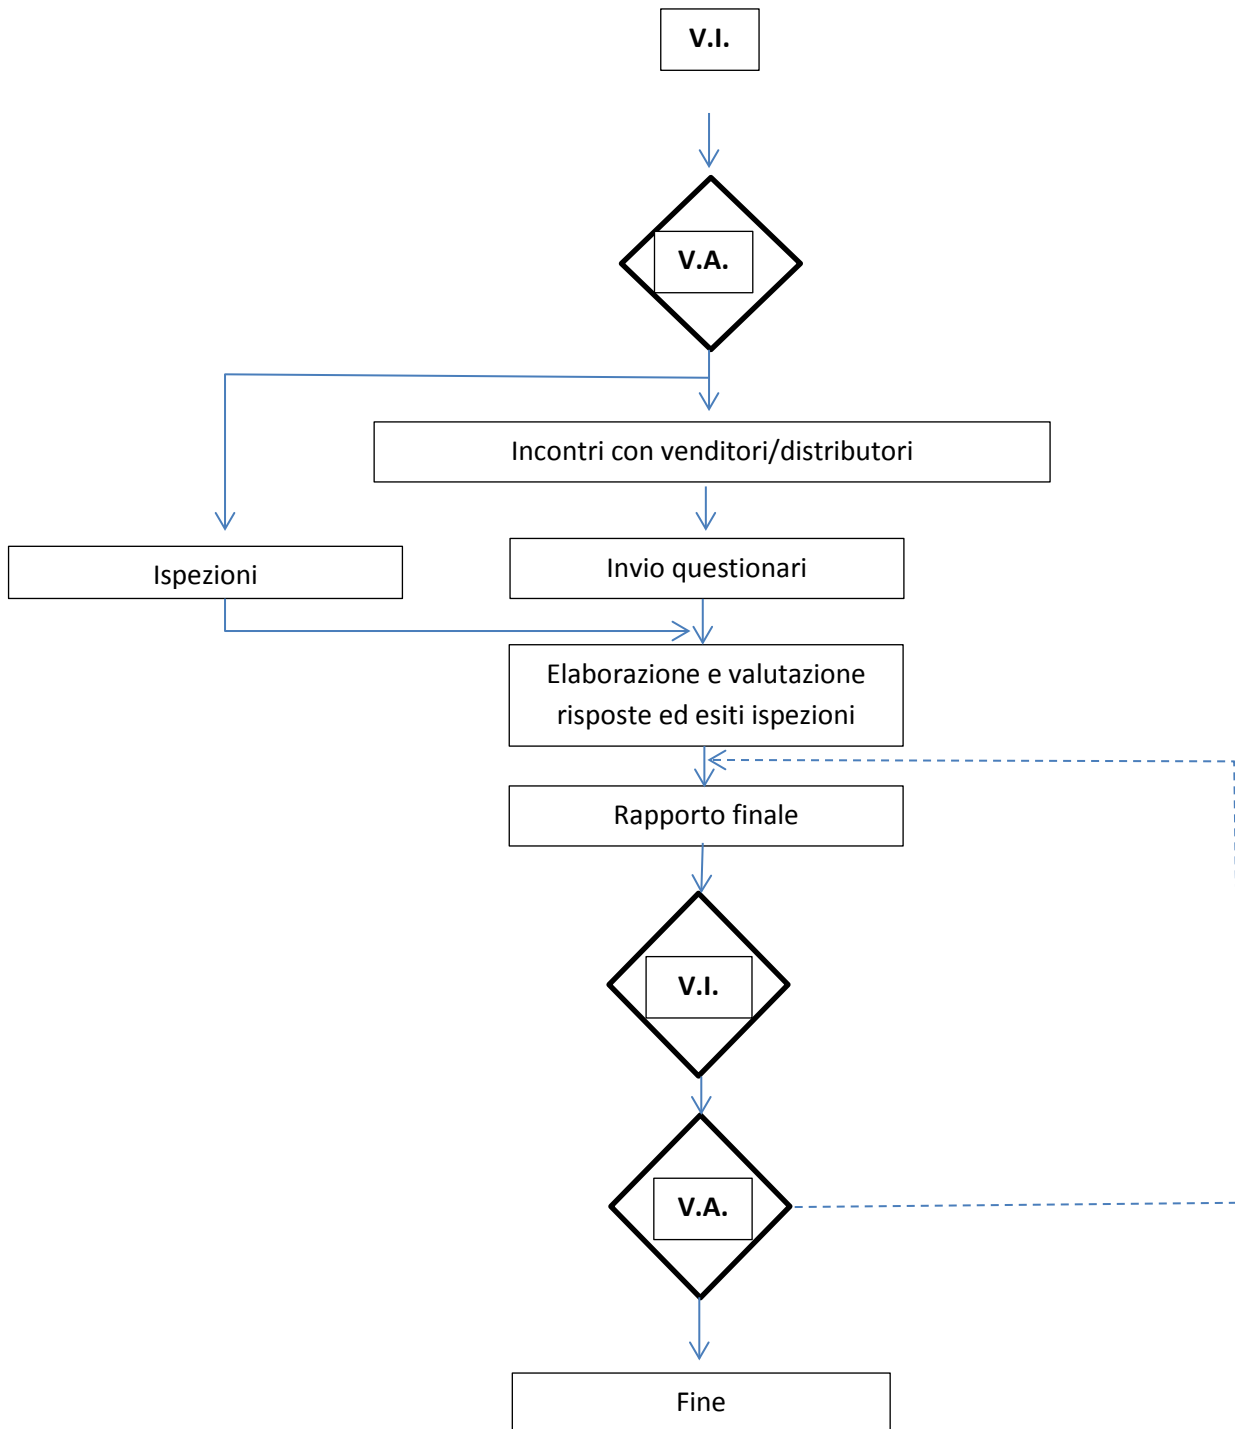 V.I.
V.A.
Incontri con venditori/distributori
Ispezioni
Invio questionari
Elaborazione e valutazione
risposte ed esiti ispezioni
Rapporto finale
V.I.
V.A.
Fine